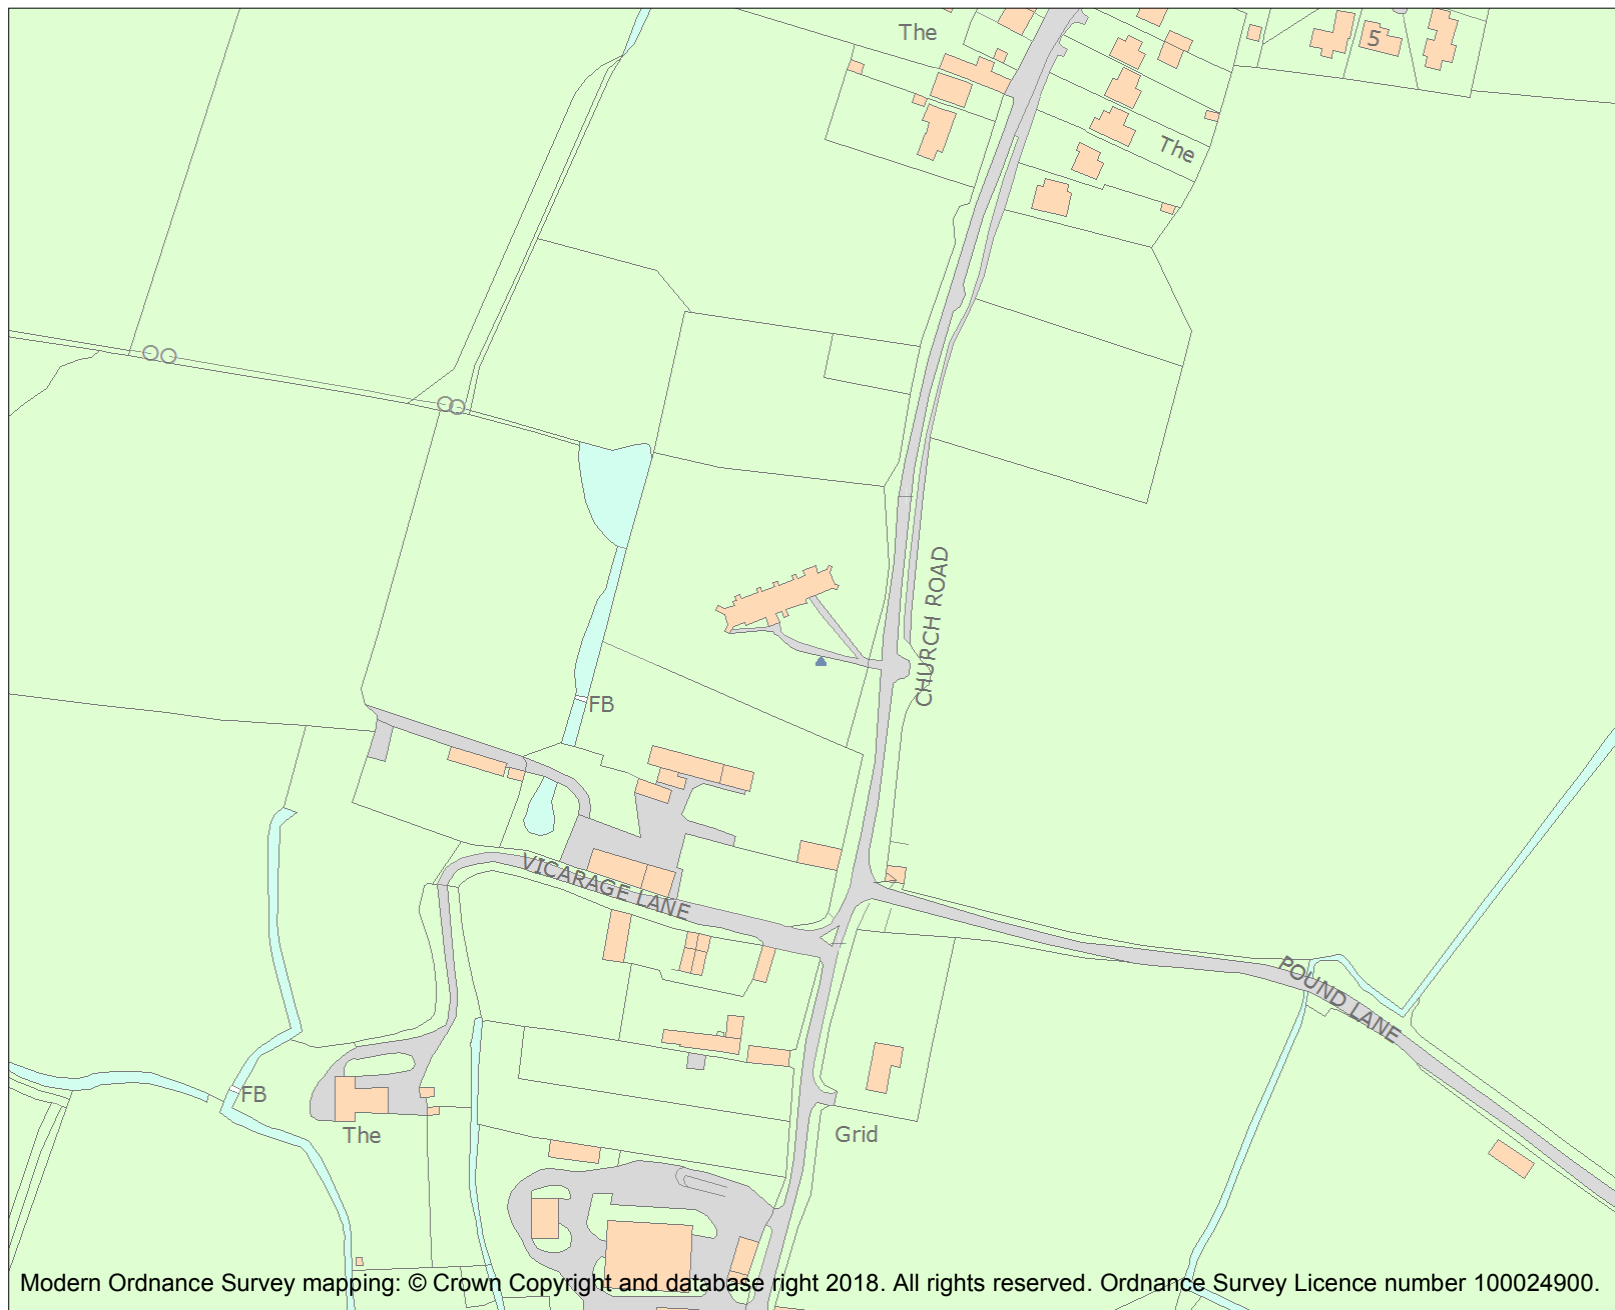 The
5
The
CHURCH ROAD
FB
VICARAGE LANE
POUND LANE
FB
The
Grid
Modern Ordnance Survey mapping: © Crown Copyright and database right 2018. All rights reserved. Ordnance Survey Licence number 100024900.